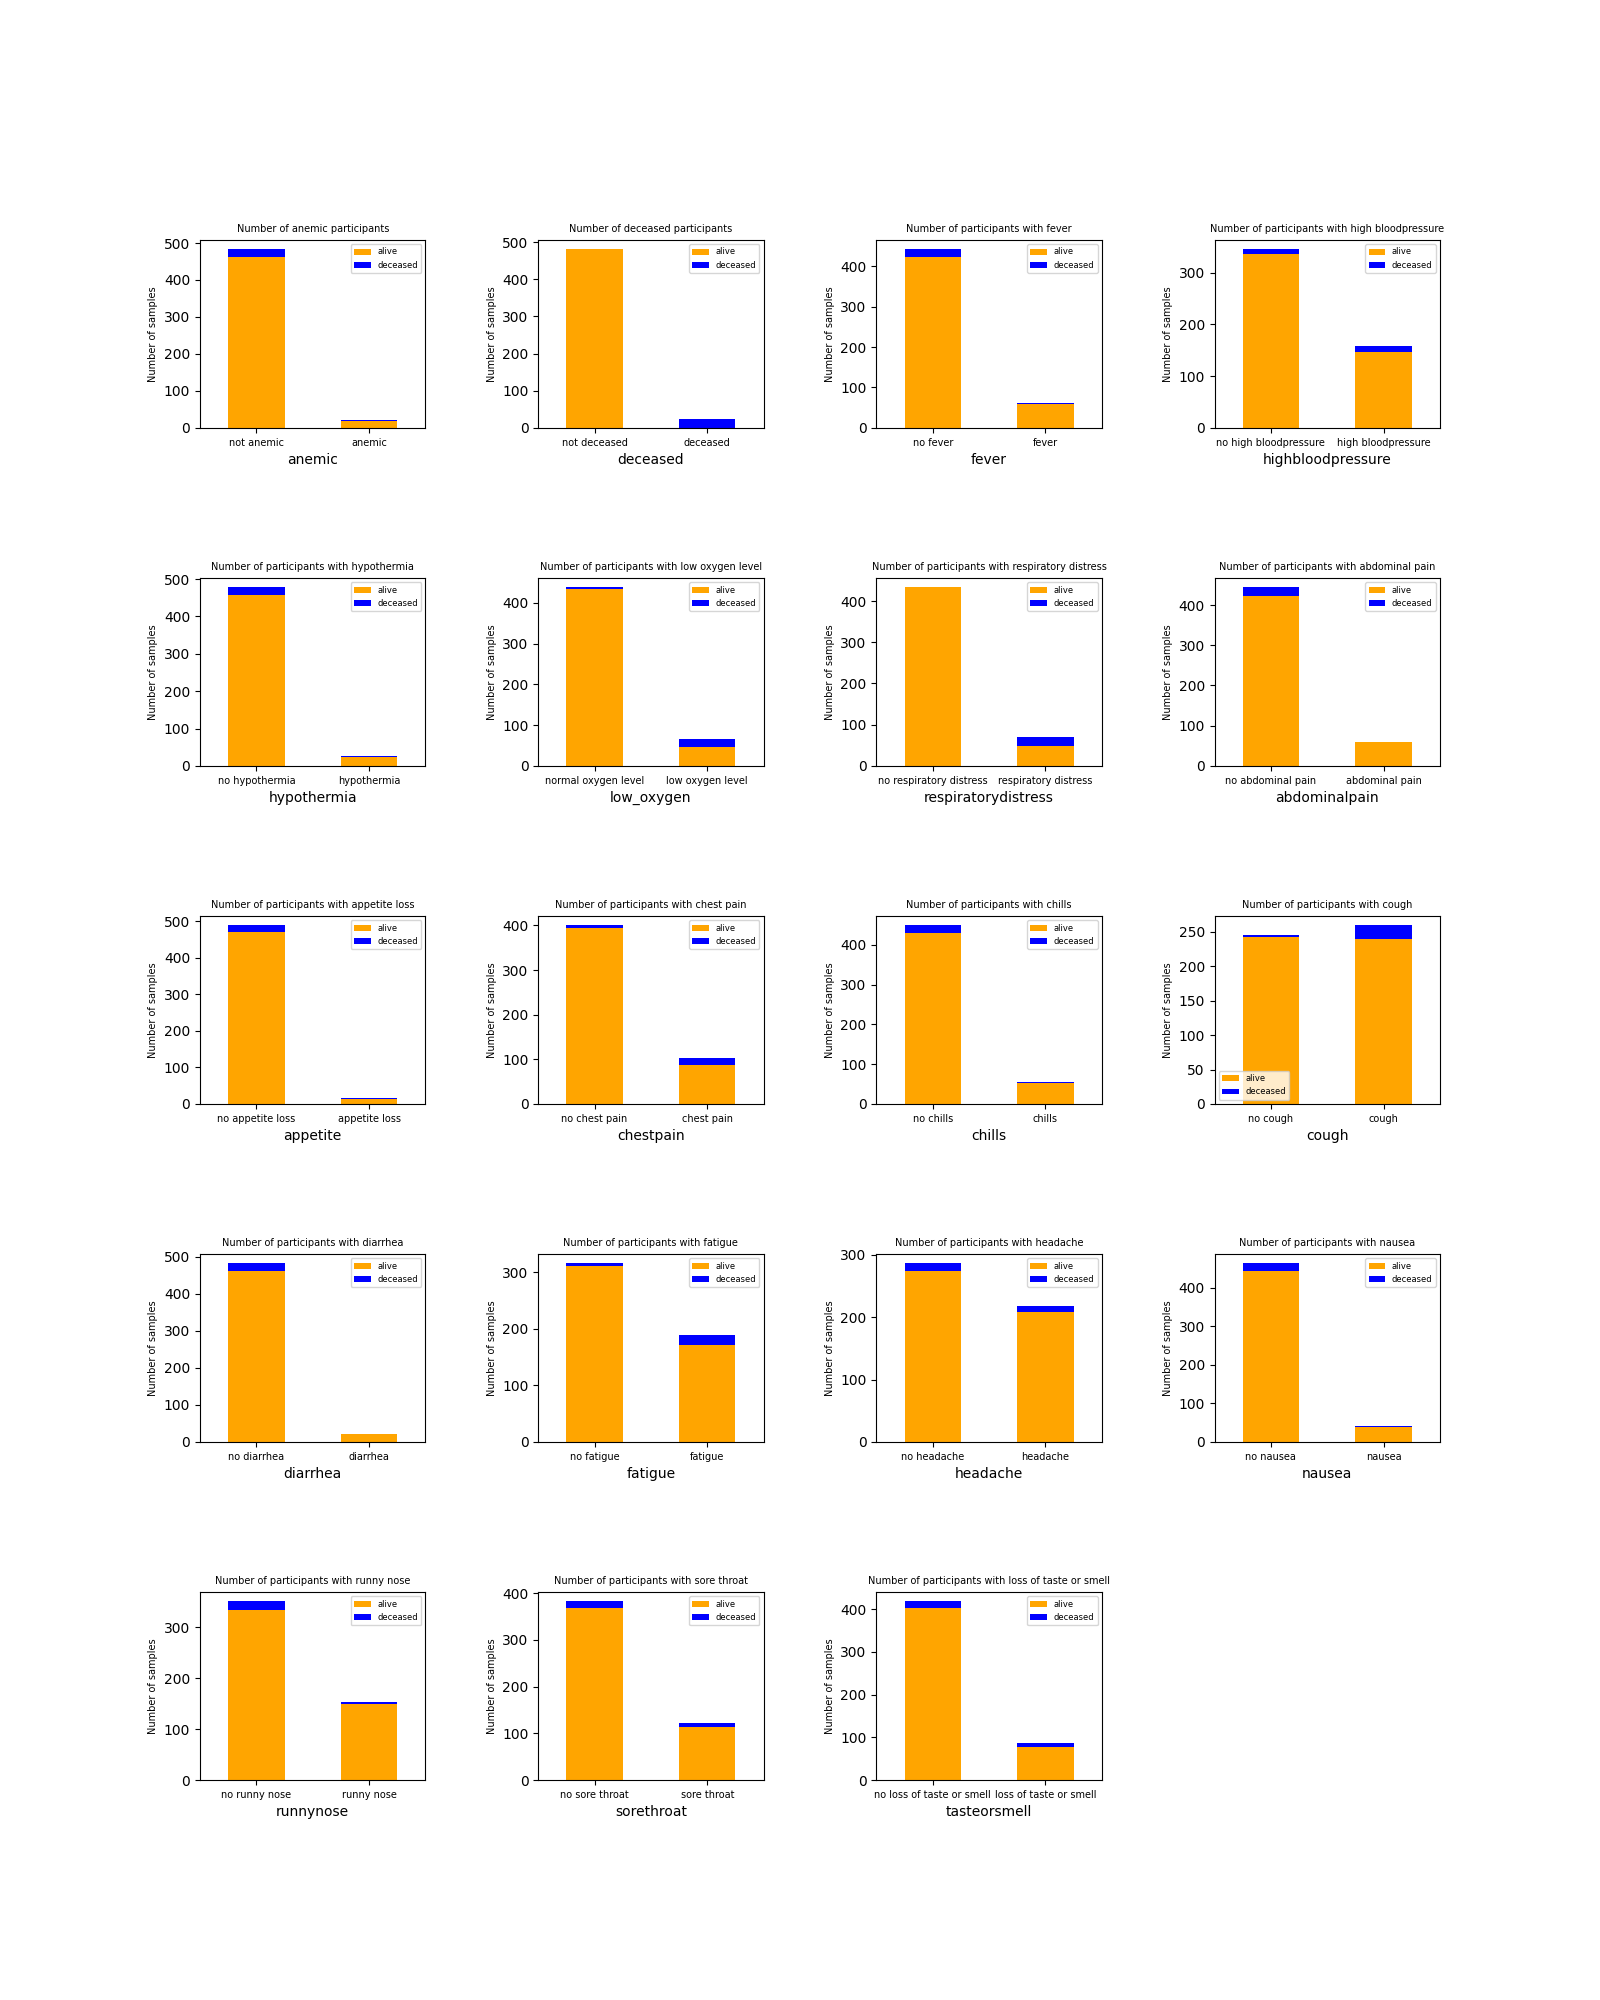 Number of anemic participants
500
400
300
200
100
0
Number of samples
alive
deceased
not anemic
anemic
anemic
Number of deceased participants
500
400
300
200
100
0
Number of samples
alive
deceased
not deceased
deceased
deceased
Number of participants with fever
400
300
200
100
0
Number of samples
alive
deceased
no fever
fever
fever
Number of participants with high bloodpressure
300
200
100
0
Number of samples
alive
deceased
no high bloodpressure
high bloodpressure
highbloodpressure
Number of participants with hypothermia
500
400
300
200
100
0
Number of samples
alive
deceased
no hypothermia
hypothermia
hypothermia
Number of participants with low oxygen level
400
300
200
100
0
Number of samples
alive
deceased
normal oxygen level
low oxygen level
low_oxygen
Number of participants with respiratory distress
400
300
200
100
0
Number of samples
alive
deceased
no respiratory distress
respiratory distress
respiratorydistress
Number of participants with abdominal pain
400
300
200
100
0
Number of samples
alive
deceased
no abdominal pain
abdominal pain
abdominalpain
Number of participants with appetite loss
500
400
300
200
100
0
Number of samples
alive
deceased
no appetite loss
appetite loss
appetite
Number of participants with chest pain
400
300
200
100
0
Number of samples
alive
deceased
no chest pain
chest pain
chestpain
Number of participants with chills
400
300
200
100
0
Number of samples
alive
deceased
no chills
chills
chills
Number of participants with cough
250
200
150
100
50
0
Number of samples
alive
deceased
no cough
cough
cough
Number of participants with diarrhea
500
400
300
200
100
0
Number of samples
alive
deceased
no diarrhea
diarrhea
diarrhea
Number of participants with fatigue
300
200
100
0
Number of samples
alive
deceased
no fatigue
fatigue
fatigue
Number of participants with headache
300
200
100
0
Number of samples
alive
deceased
no headache
headache
headache
Number of participants with nausea
400
300
200
100
0
Number of samples
alive
deceased
no nausea
nausea
nausea
Number of participants with runny nose
300
200
100
0
Number of samples
alive
deceased
no runny nose
runny nose
runnynose
Number of participants with sore throat
400
300
200
100
0
Number of samples
alive
deceased
no sore throat
sore throat
sorethroat
Number of participants with loss of taste or smell
400
300
200
100
0
Number of samples
alive
deceased
no loss of taste or smell
loss of taste or smell
tasteorsmell